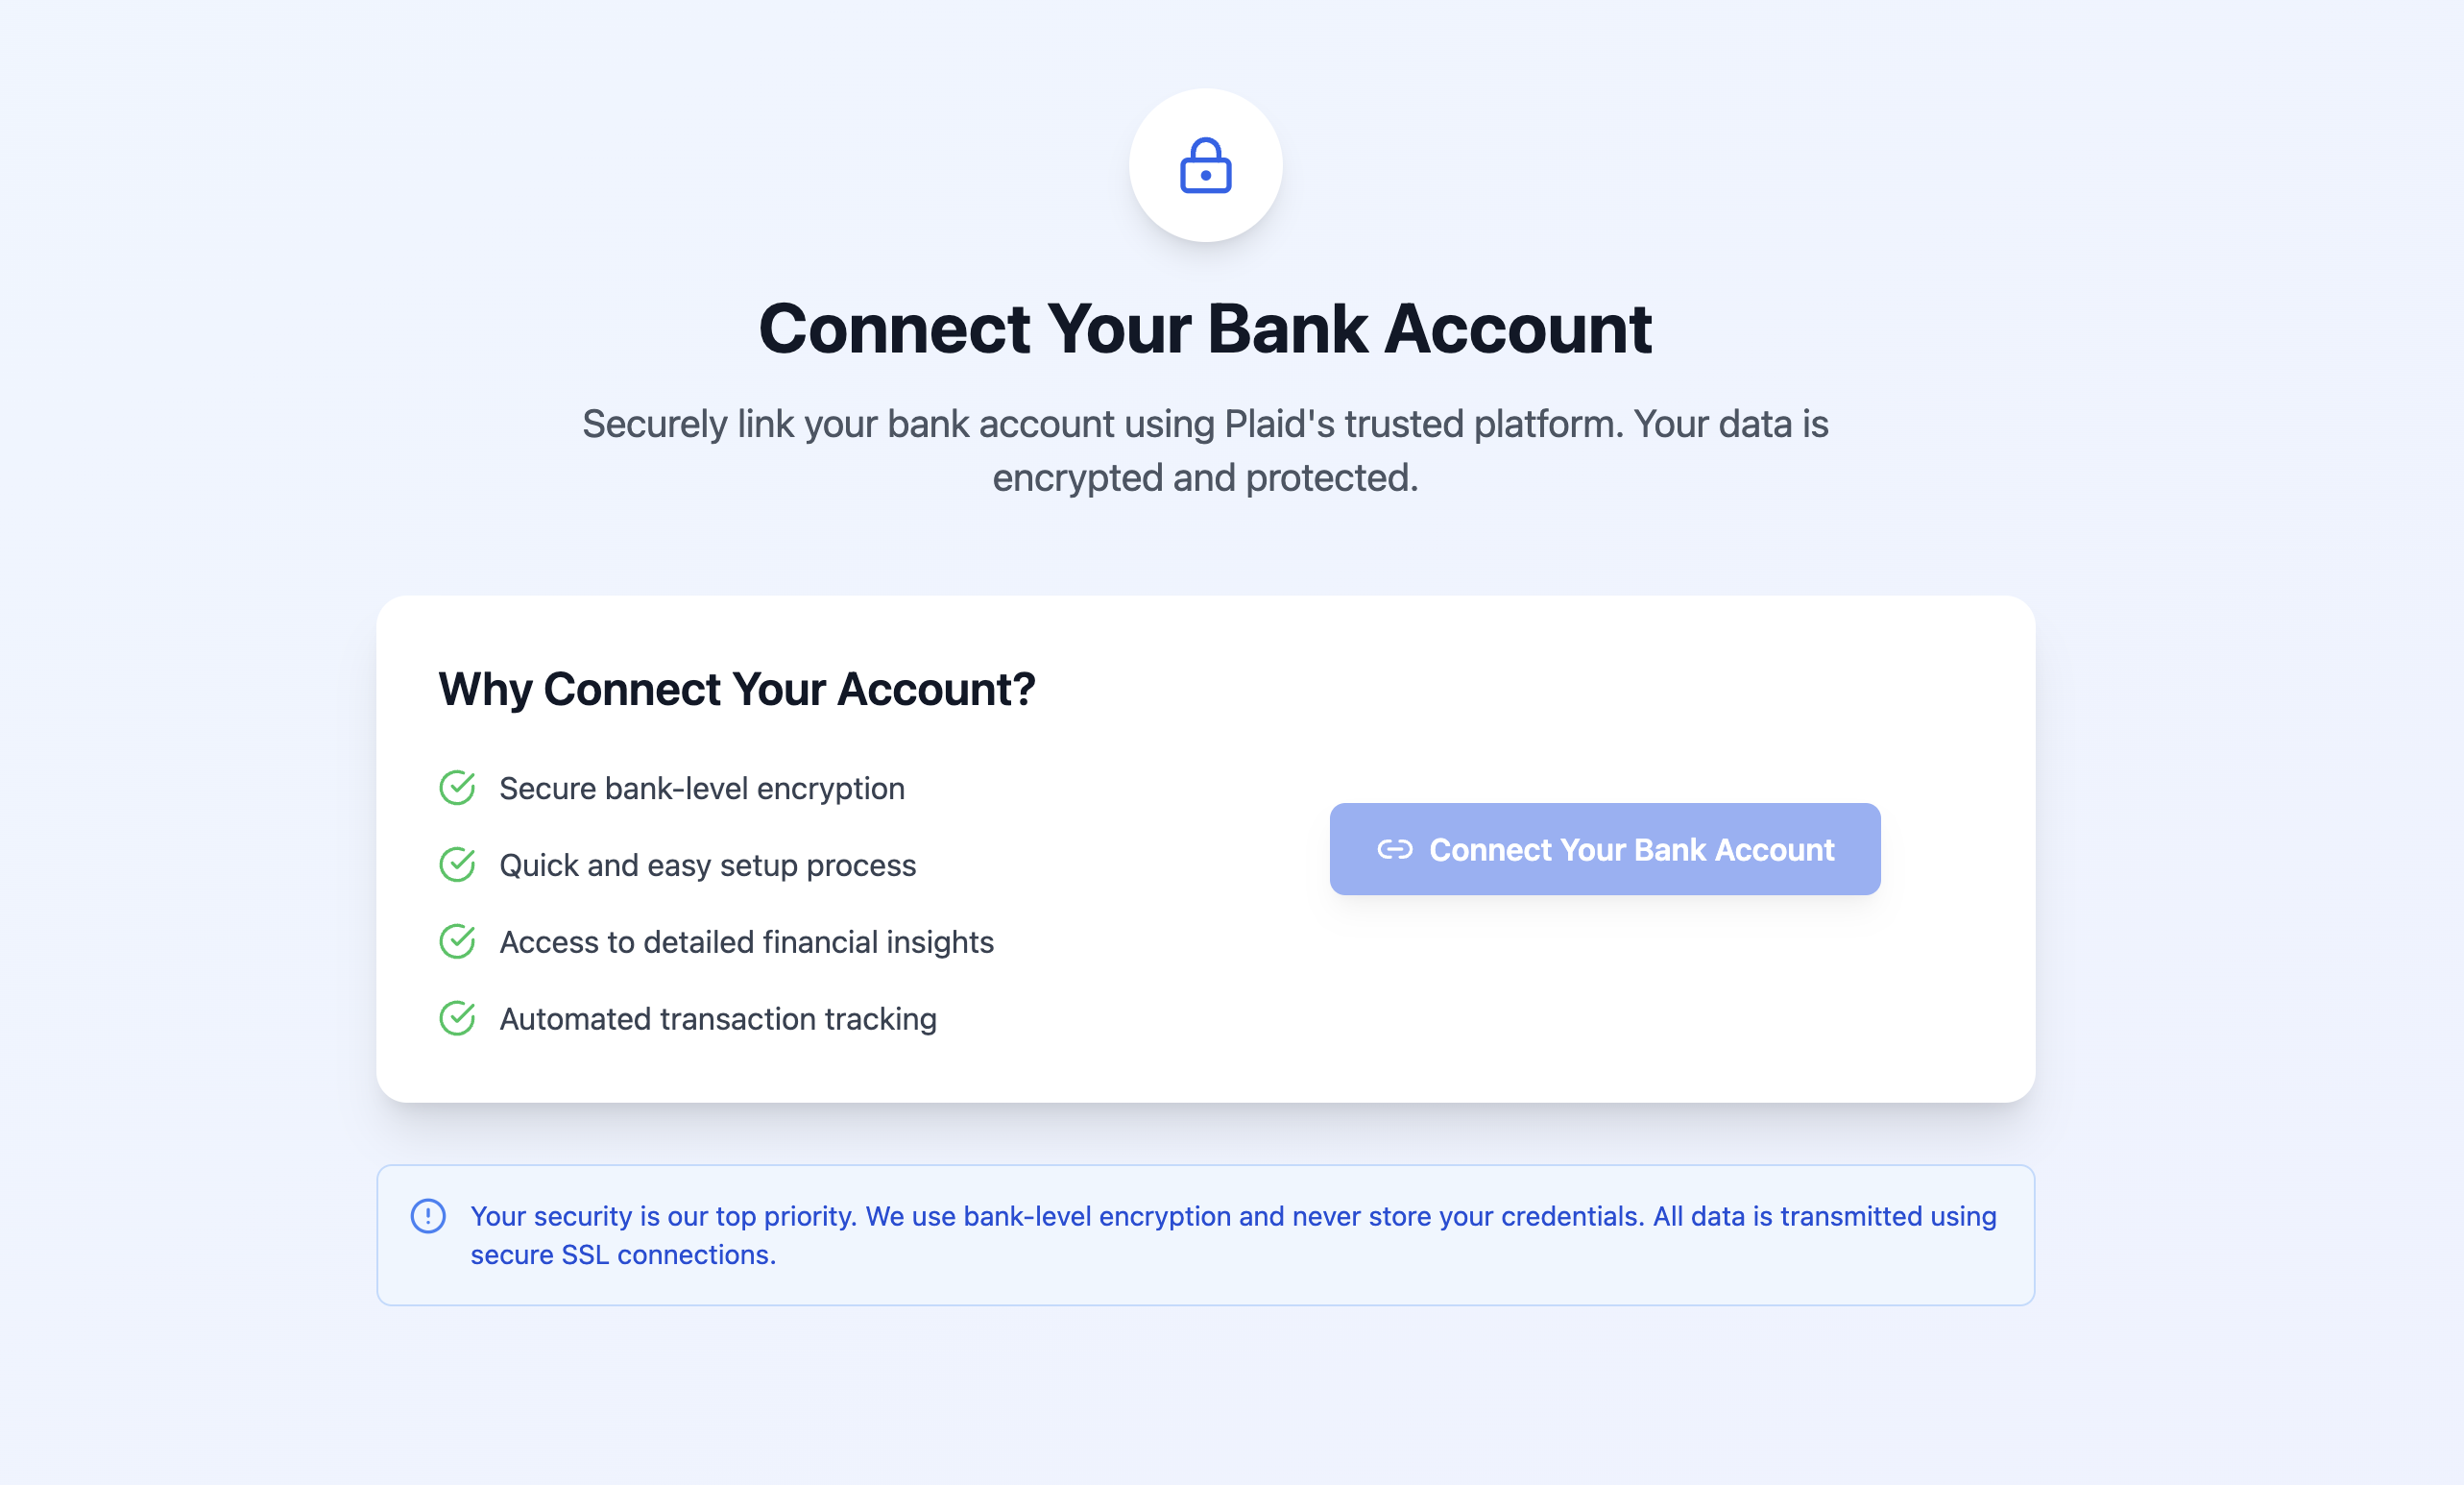 Connect Your Bank Account
Securely link your bank account using Plaid's trusted platform. Your data is
encrypted and protected.
Why Connect Your Account?
Secure bank-level encryption
Quick and easy setup process
Access to detailed financial insights
Automated transaction tracking
Connect Your Bank Account
Your security is our top priority. We use bank-level encryption and never store your credentials. All data is transmitted using
secure SSL connections.